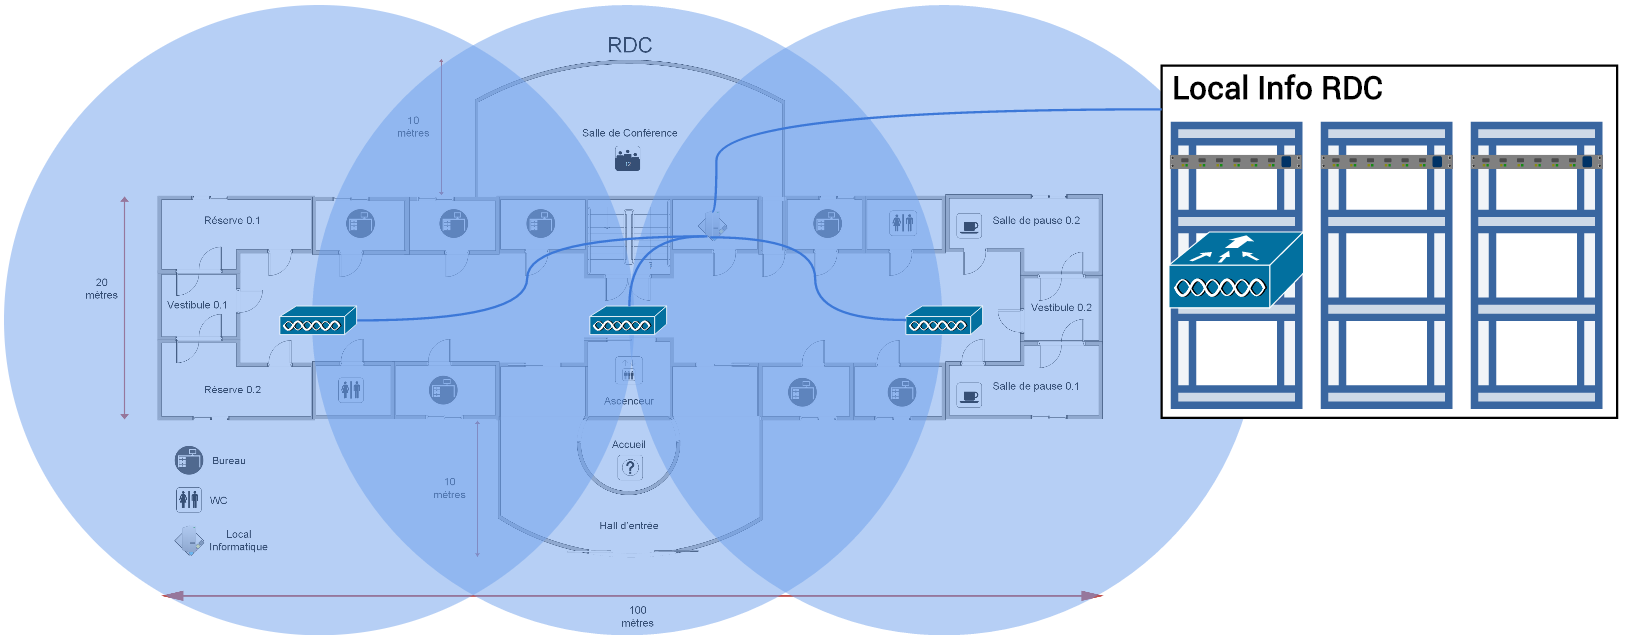 RDC
Local Info RDC
10
mètres
Salle de Conférence
12
Réserve 0.1
Salle de pause 0.2
20
mètres
Vestibule 0.1
Vestibule 0.2
Réserve 0.2
Salle de pause 0.1
Ascenceur
Accueil
?
Bureau
10
mètres
WC
Hall d'entrée
Local
Informatique
100
mètres